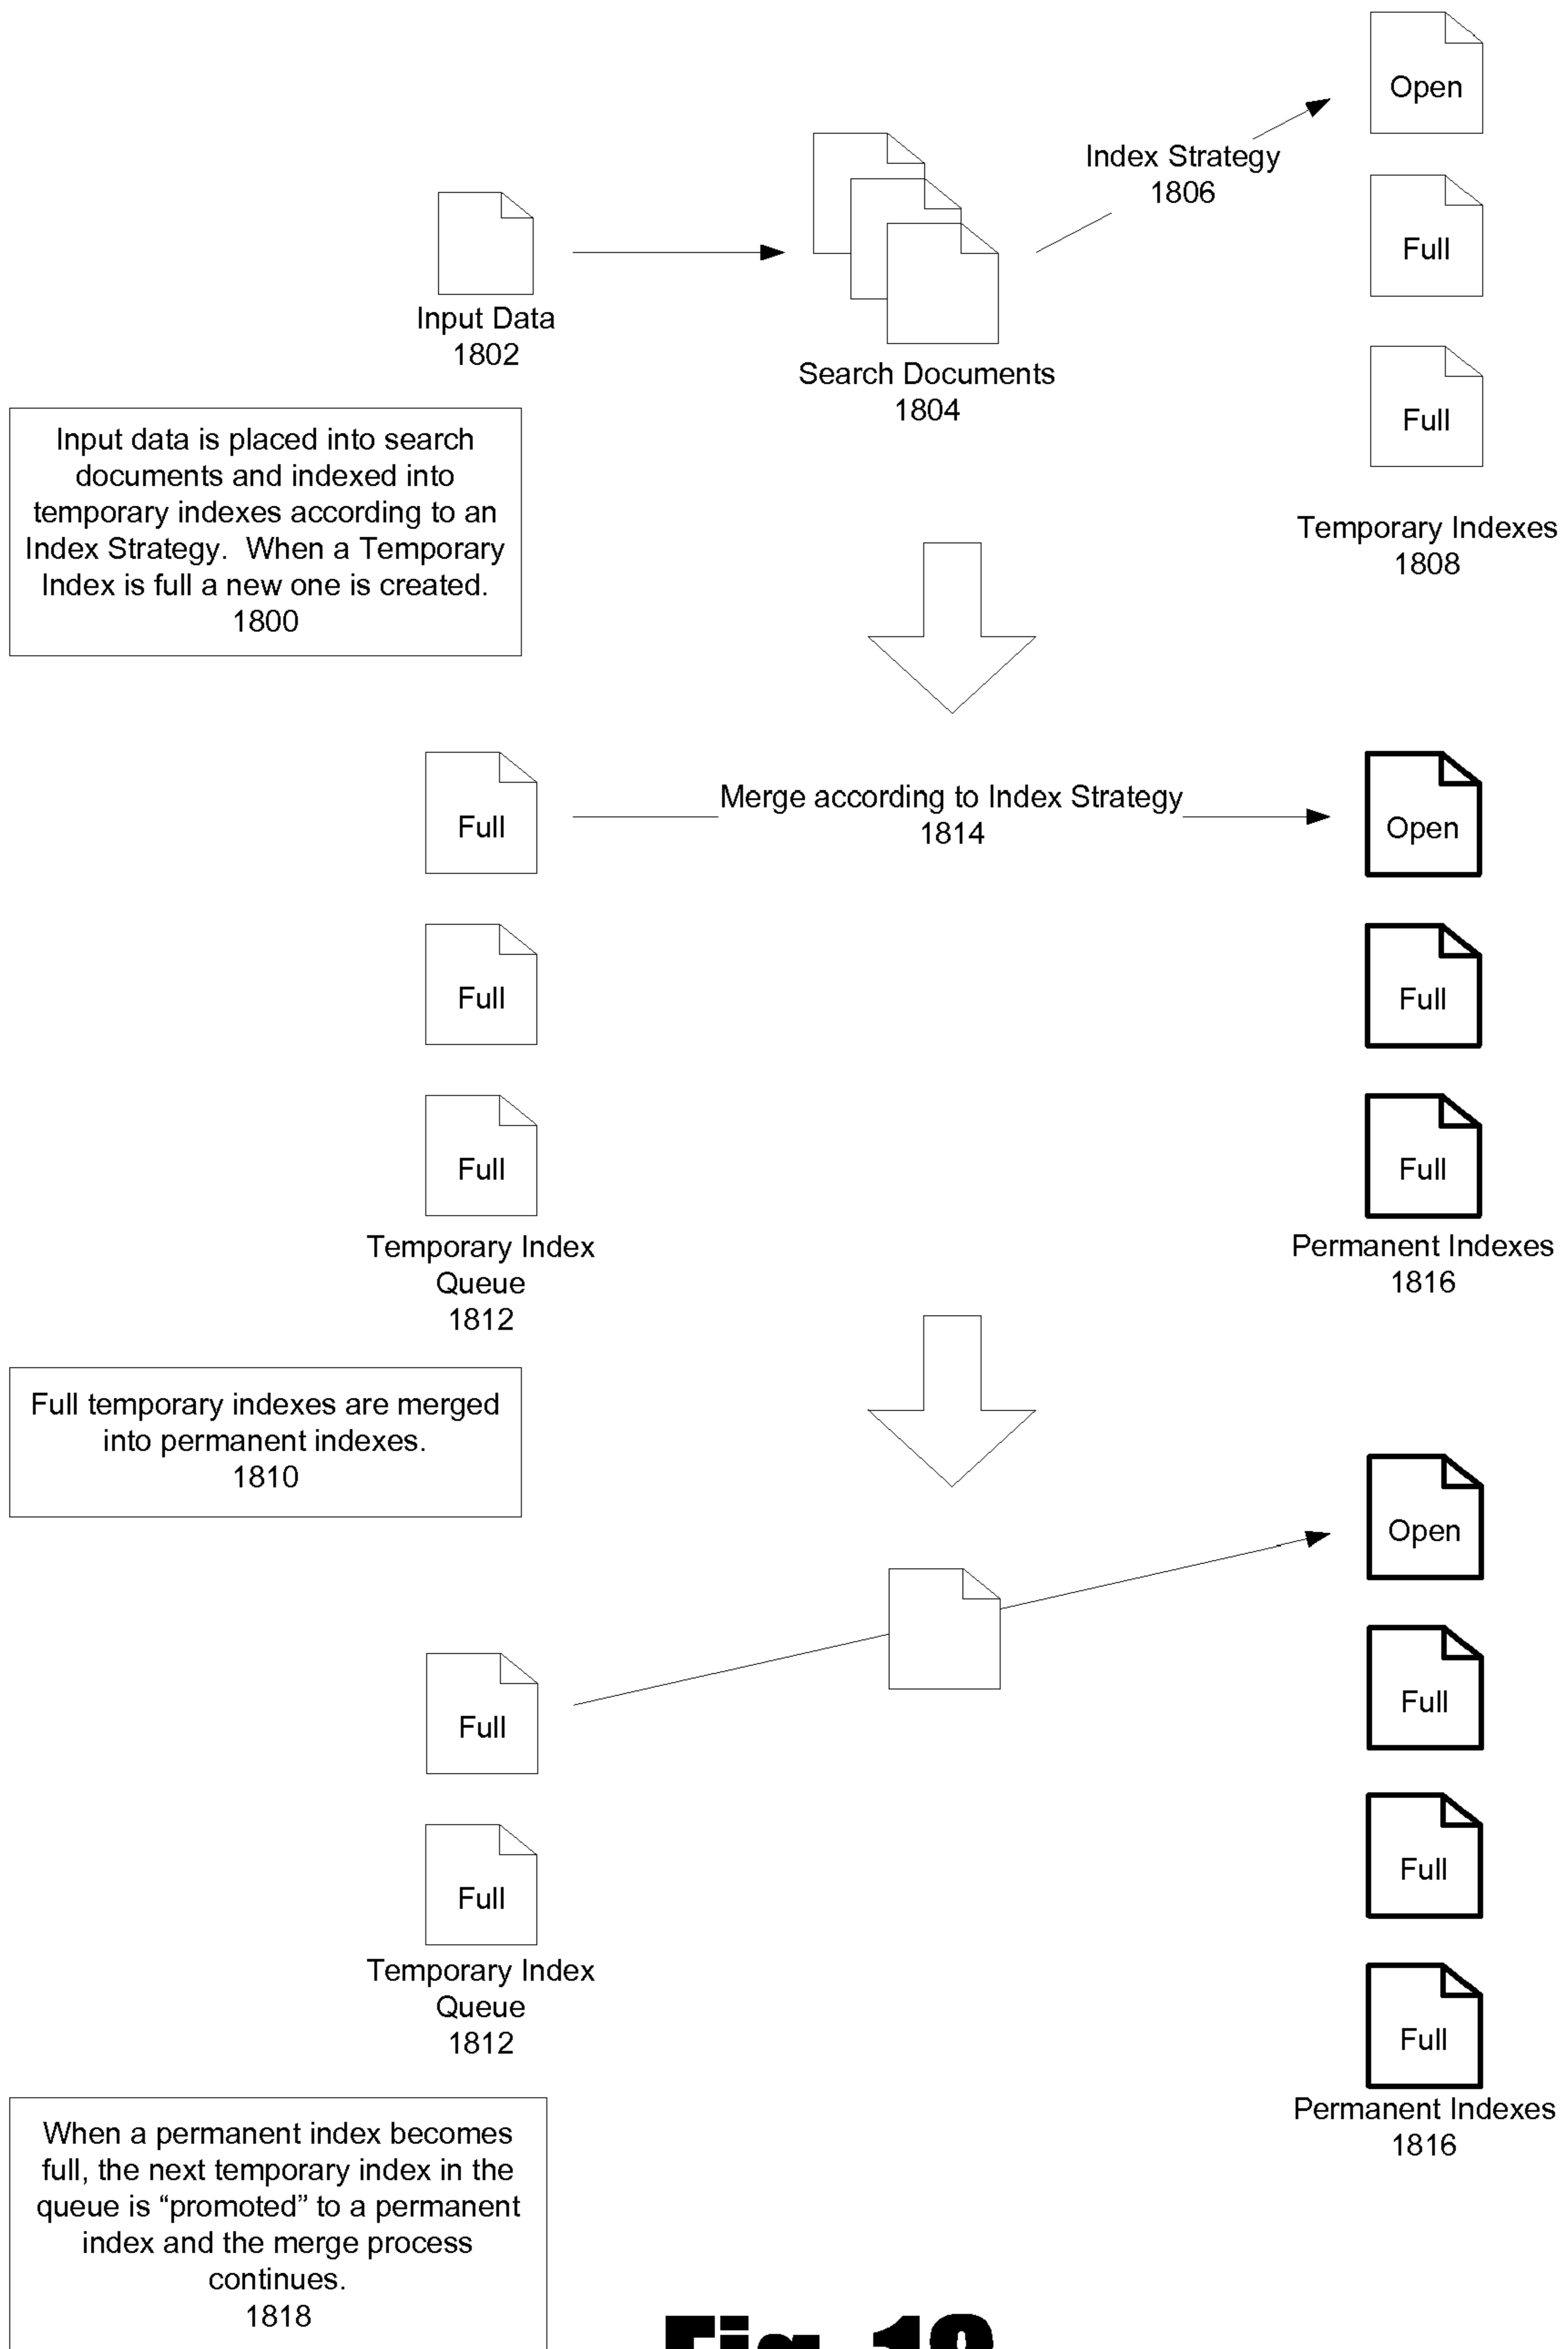 Open
Index Strategy
1806
Full
Input Data
1802
Search Documents
1804
Full
Temporary Indexes
1808
Input data is placed into search
documents and indexed into
temporary indexes according to an
Index Strategy. When a Temporary
Index is full a new one is created.
1800
Full
Merge according to Index Strategy
1814
Open
Full
Full
Full
Full
Temporary Index
Queue
1812
Permanent Indexes
1816
Full temporary indexes are merged
into permanent indexes.
1810
Open
Full
Full
Full
Full
Temporary Index
Queue
1812
Full
Permanent Indexes
1816
When a permanent index becomes
full, the next temporary index in the
queue is “promoted” to a permanent
index and the merge process
continues.
1818